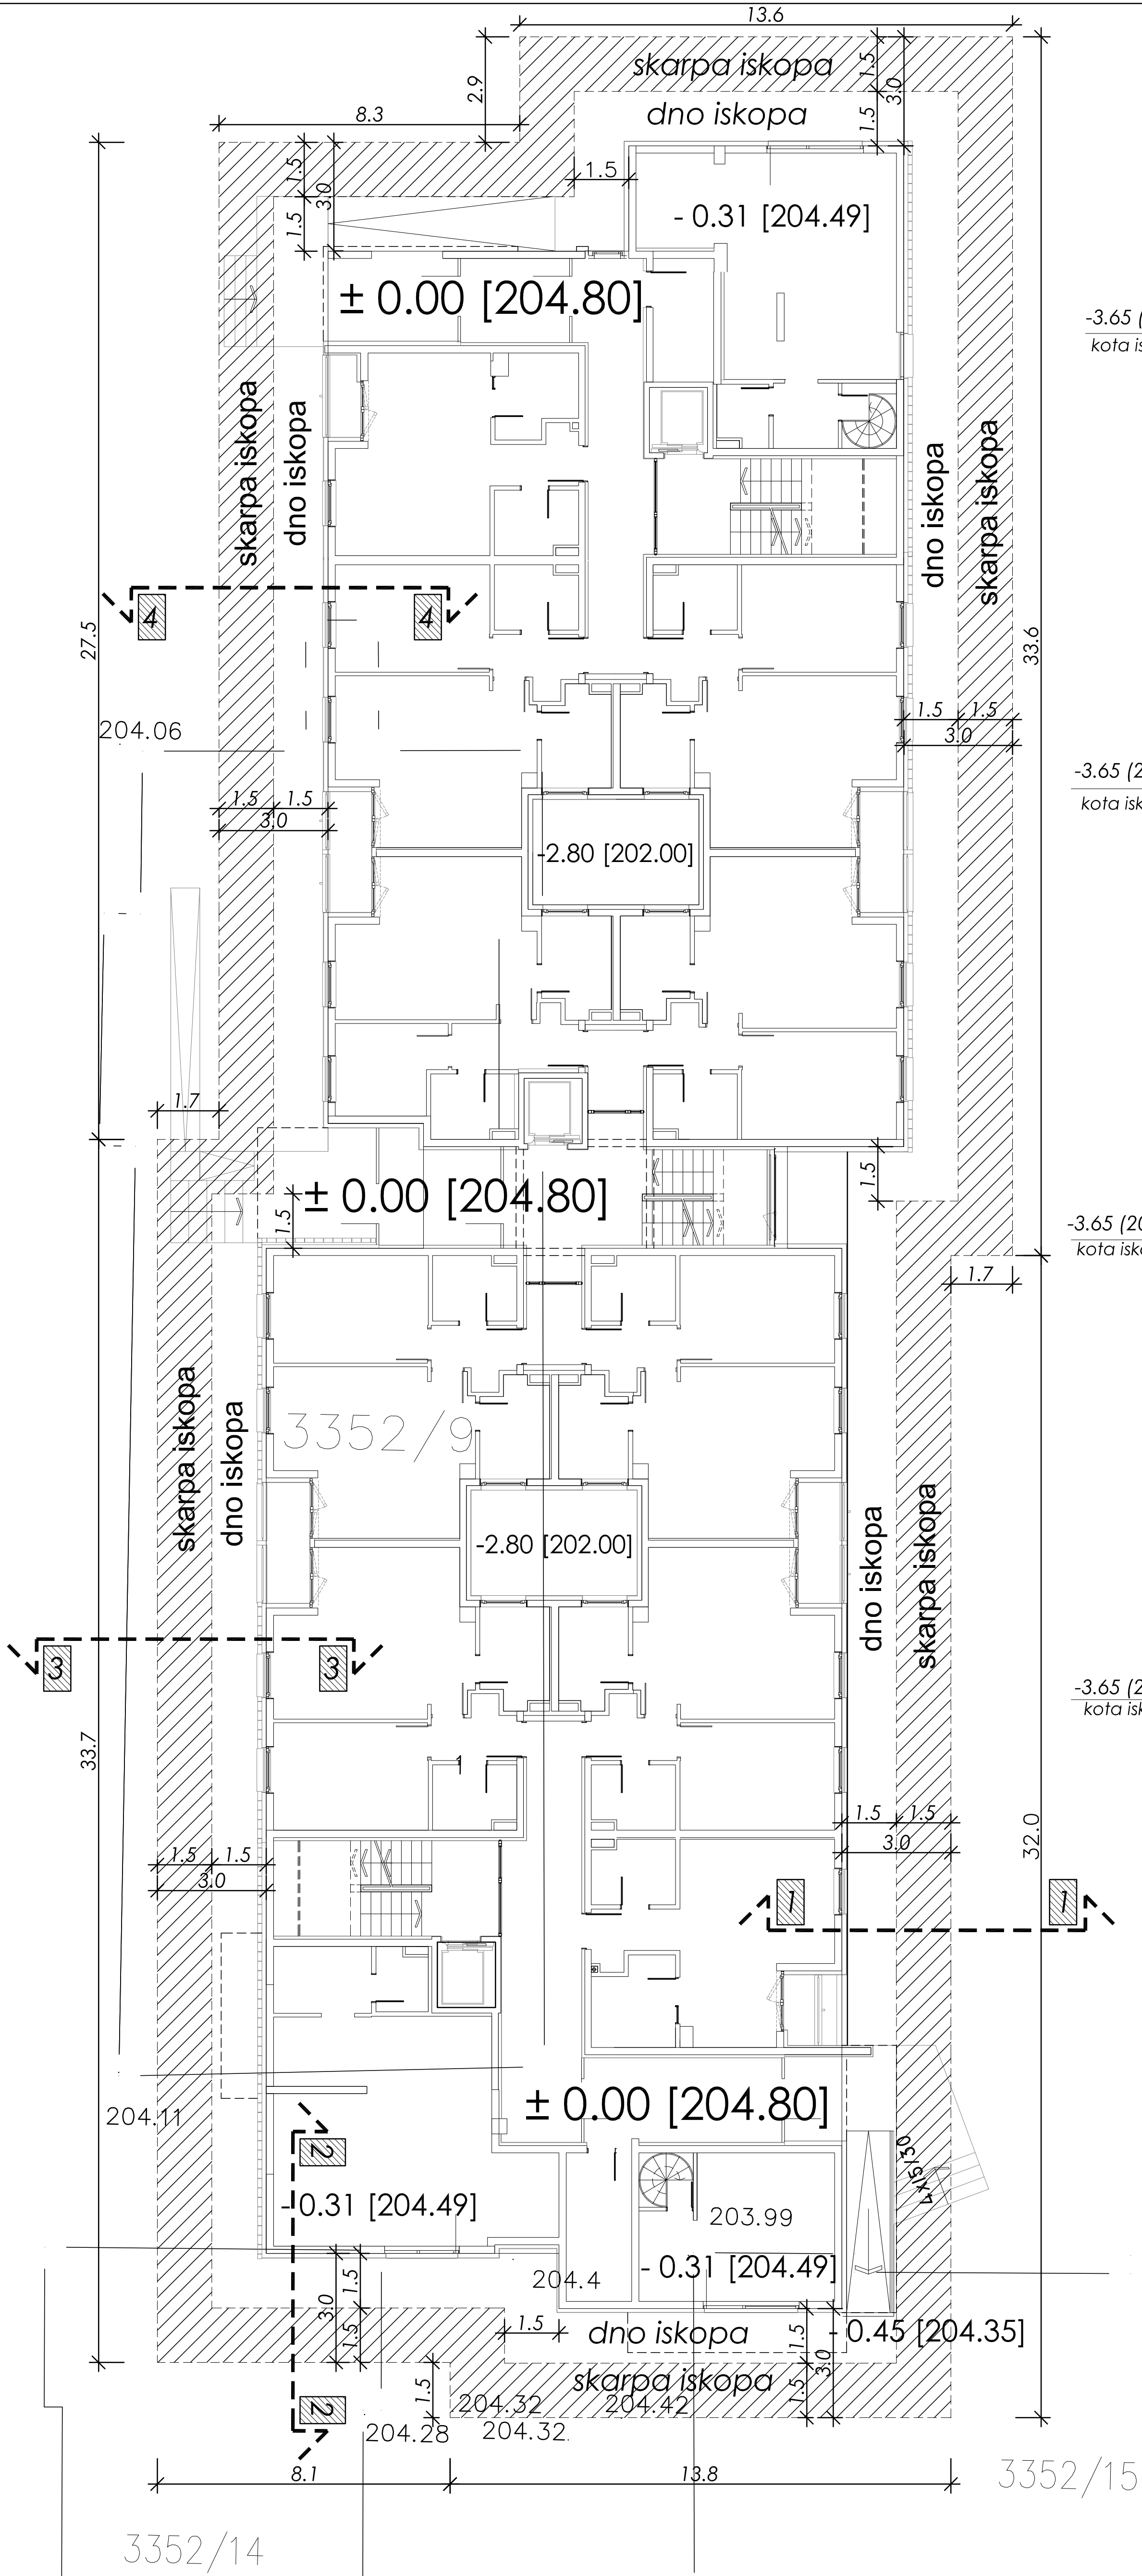 13.6
skarpa iskopa
1.5
3.0
2.9
8.3
dno iskopa
1.5
1.5
3.0
1.5
1.5
- 0.31 [204.49]
± 0.00 [204.80]
-3.65 (
kota is
skarpa iskopa
dno iskopa
dno iskopa
skarpa iskopa
4
4
27.5
33.6
204.06
1.5
1.5
3.0
-3.65 (2
kota isk
1.5
1.5
3.0
-2.80 [202.00]
1.7
1.5
± 0.00 [204.80]
1.5
-3.65 (20
kota isko
1.7
skarpa iskopa
dno iskopa
3352/9
-2.80 [202.00]
dno iskopa
skarpa iskopa
3
3
-3.65 (2
kota isk
33.7
1.5
1.5
3.0
32.0
1.5
1.5
3.0
1
1
± 0.00 [204.80]
204.11
2
4x15/30
- 0.31 [204.49]
203.99
- 0.31 [204.49]
204.4
3.0
1.5
1.5
1.5
dno iskopa
1.5
3.0
1.5
- 0.45 [204.35]
skarpa iskopa
1.5
2
204.32
204.42
204.28
204.32
8.1
13.8
3352/15
3352/14